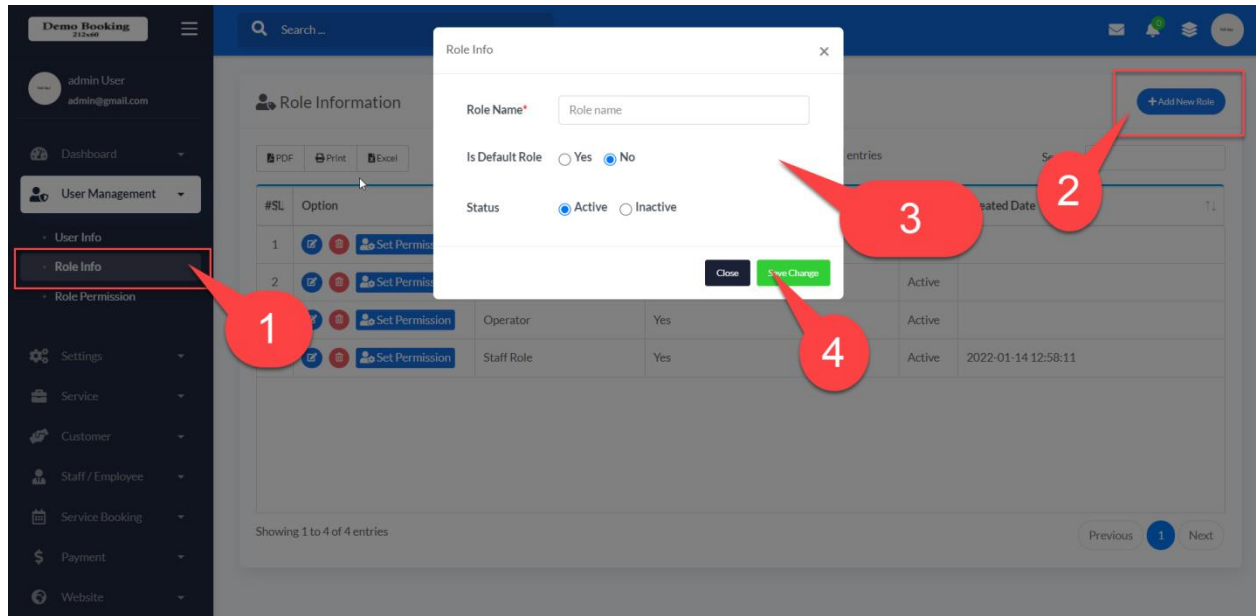 Demo Booking
212x60
Search ...
0
admin User
admin@gmail.com
Dashboard
User Management
User Info
Role Info
Role Permission
Settings
Service
Customer
Staff / Employee
Service Booking
Payment
Website
1
Role Information
+Add New Role
2
PDF Print Excel
entries
#SL Option
eated Date
1 Set Permiss
2 Set Permiss Active
Set Permission Operator Yes Active
Set Permission Staff Role Yes Active 2022-01-14 12:58:11
Showing 1 to 4 of 4 entries
Previous 1 Next
Role Info ×
Role Name* Role name
Is Default Role Yes No
Status Active Inactive
3
Close Save Change
4